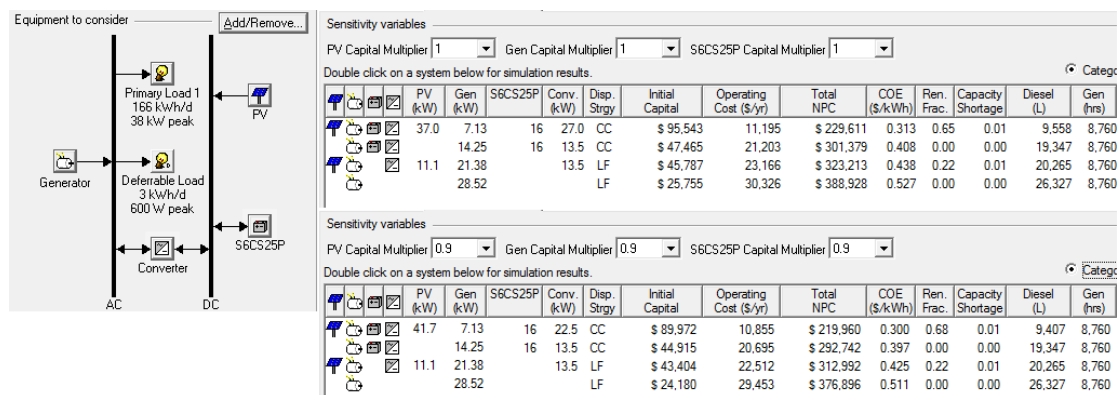 Equipment to consider Add/Remove...
Primary Load 1
166 kWh/d
38 kW peak
PV
Generator
Deferrable Load
3 kWh/d
600 W peak
S6CS25P
Converter
AC DC
Sensitivity variables
PV Capital Multiplier 1 Gen Capital Multiplier 1 S6CS25P Capital Multiplier 1
Double click on a system below for simulation results. Catego
PV (kW) Gen (kW) S6CS25P Conv. (kW) Disp. Strgy Initial Capital Operating Cost ($/yr) Total NPC COE ($/kWh) Ren. Frac. Capacity Shortage Diesel (L) Gen (hrs)
37.0 7.13 16 27.0 CC $ 95,543 11,195 $ 229,611 0.313 0.65 0.01 9,558 8,760
14.25 16 13.5 CC $ 47,465 21,203 $ 301,379 0.408 0.00 0.00 19,347 8,760
11.1 21.38 13.5 LF $ 45,787 23,166 $ 323,213 0.438 0.22 0.01 20,265 8,760
28.52 LF $ 25,755 30,326 $ 388,928 0.527 0.00 0.00 26,327 8,760
Sensitivity variables
PV Capital Multiplier 0.9 Gen Capital Multiplier 0.9 S6CS25P Capital Multiplier 0.9
Double click on a system below for simulation results. Catego
PV (kW) Gen (kW) S6CS25P Conv. (kW) Disp. Strgy Initial Capital Operating Cost ($/yr) Total NPC COE ($/kWh) Ren. Frac. Capacity Shortage Diesel (L) Gen (hrs)
41.7 7.13 16 22.5 CC $ 89,972 10,855 $ 219,960 0.300 0.68 0.01 9,407 8,760
14.25 16 13.5 CC $ 44,915 20,695 $ 292,742 0.397 0.00 0.00 19,347 8,760
11.1 21.38 13.5 LF $ 43,404 22,512 $ 312,992 0.425 0.22 0.01 20,265 8,760
28.52 LF $ 24,180 29,453 $ 376,896 0.511 0.00 0.00 26,327 8,760